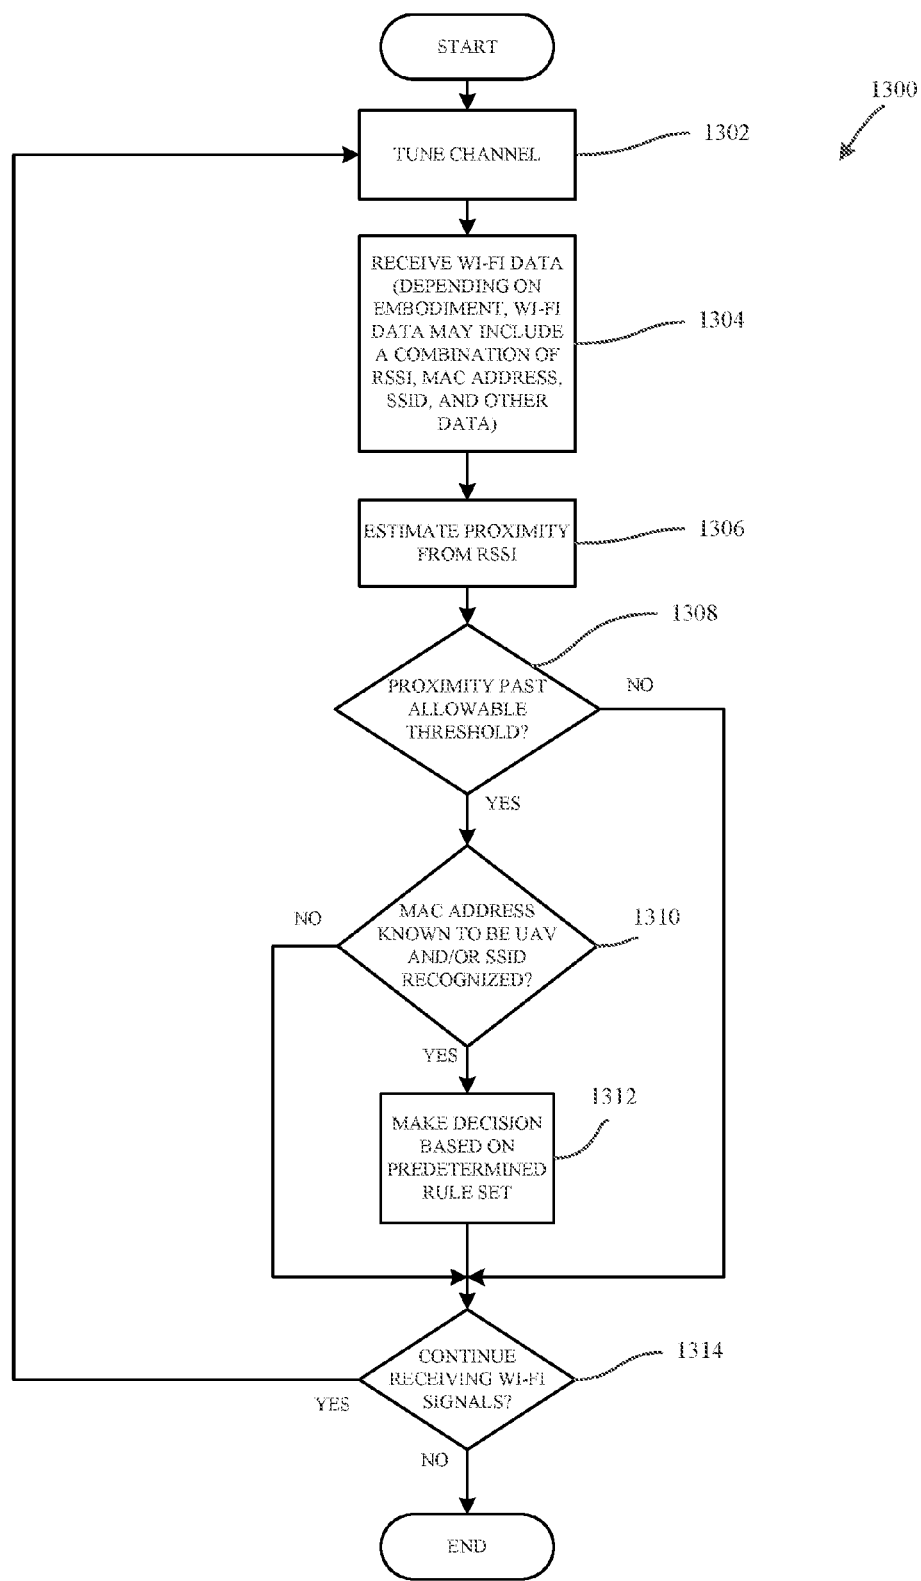 START
1300
TUNE CHANNEL
1302
RECEIVE WI-FI DATA
(DEPENDING ON
EMBODIMENT, WI-FI
DATA MAY INCLUDE
A COMBINATION OF
RSSI, MAC ADDRESS,
SSID, AND OTHER
DATA)
1304
ESTIMATE PROXIMITY
FROM RSSI
1306
1308
PROXIMITY PAST
ALLOWABLE
THRESHOLD?
NO
YES
MAC ADDRESS
KNOWN TO BE UAV
AND/OR SSID
RECOGNIZED?
NO
1310
YES
MAKE DECISION
BASED ON
PREDETERMINED
RULE SET
1312
CONTINUE
RECEIVING WI-FI
SIGNALS?
1314
YES
NO
END